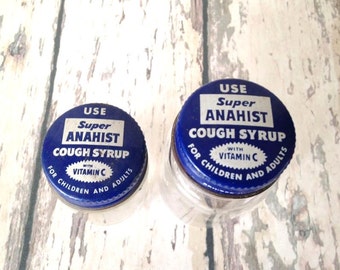 USE
Super
ANAHIST
COUGH SYRUP
WITH
VITAMIN C
FOR CHILDREN AND ADULTS
USE
Super
ANAHIST
COUGH SYRUP
WITH
VITAMIN C
FOR CHILDREN AND ADULTS